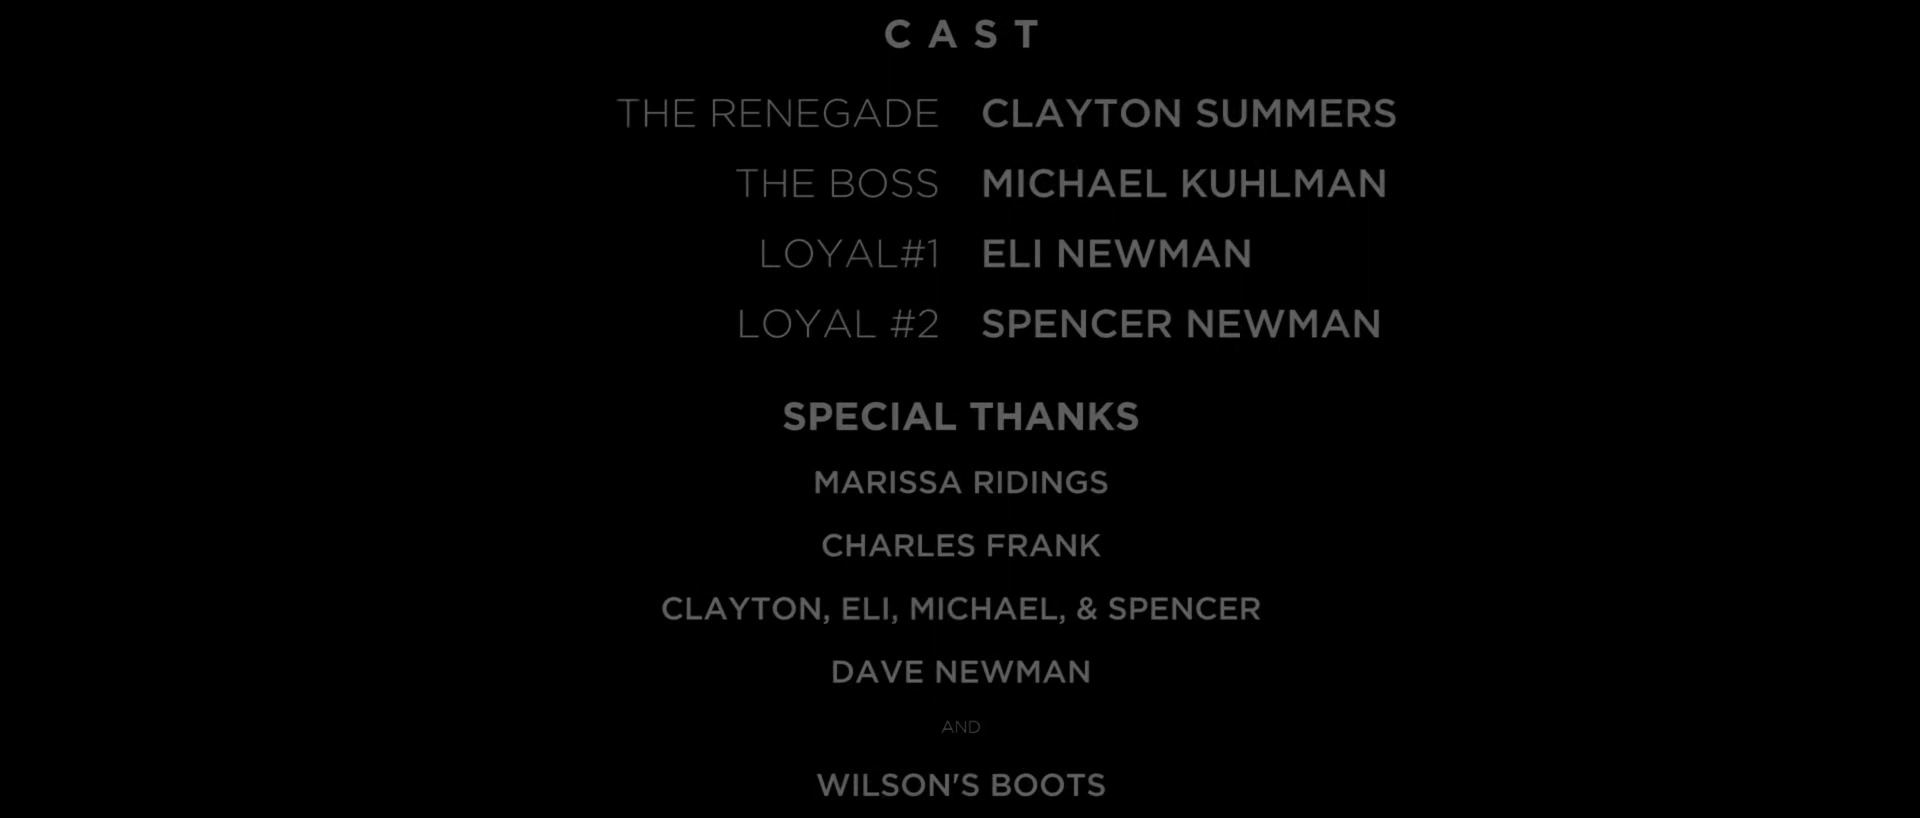 CAST
THE RENEGADE CLAYTON SUMMERS
THE BOSS MICHAEL KUHLMAN
LOYAL#1 ELI NEWMAN
LOYAL #2 SPENCER NEWMAN
SPECIAL THANKS
MARISSA RIDINGS
CHARLES FRANK
CLAYTON, ELI, MICHAEL, & SPENCER
DAVE NEWMAN
AND
WILSON'S BOOTS